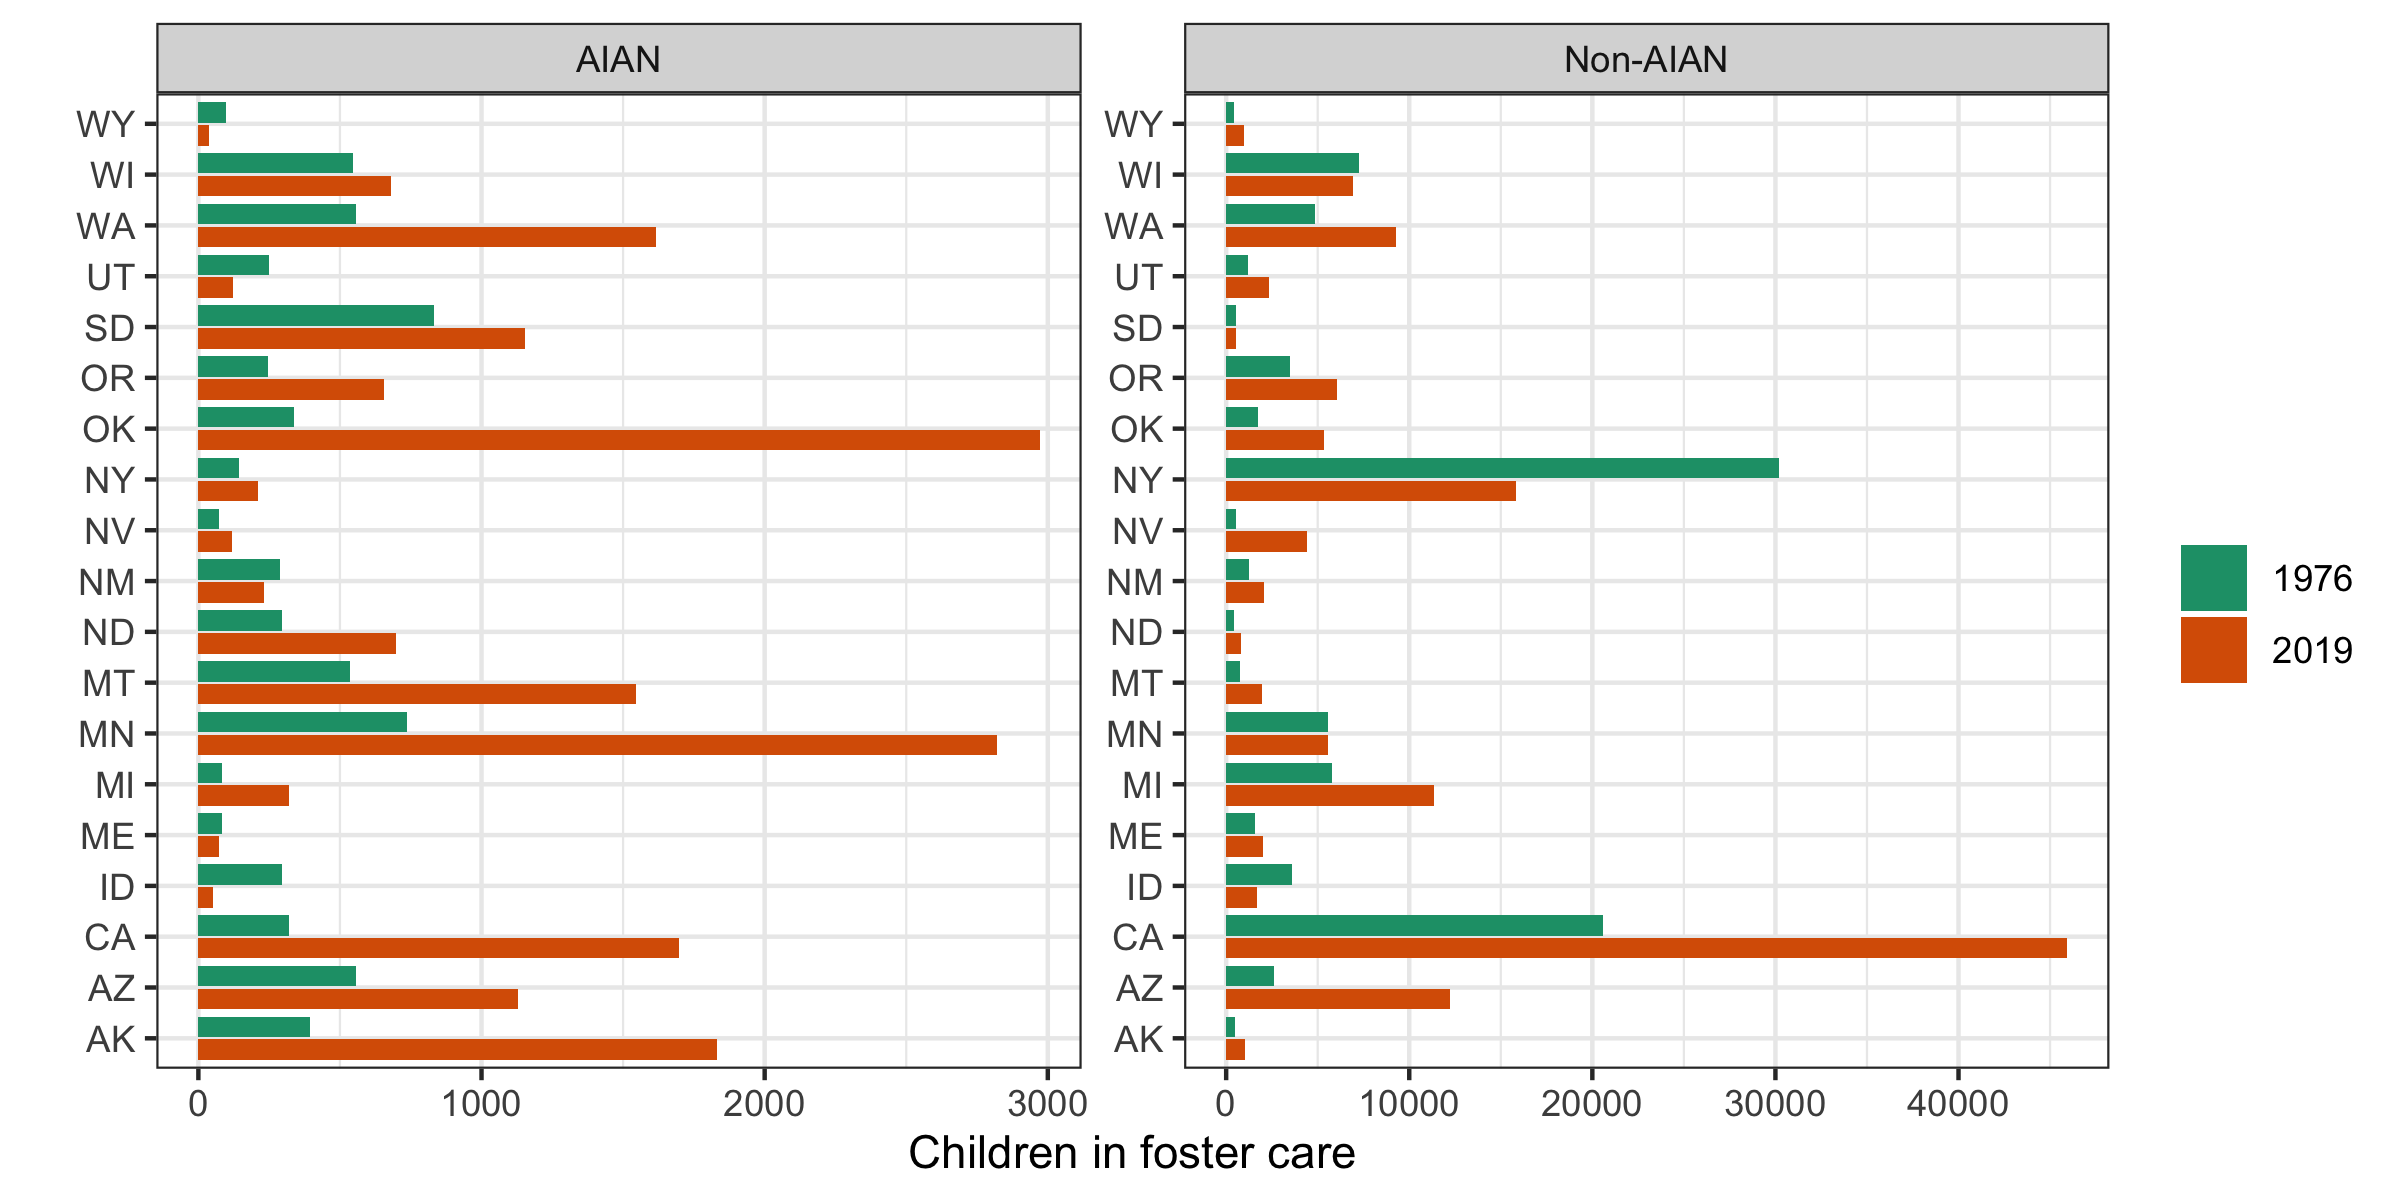 AIAN
WY
WI
WA
UT
SD
OR
OK
NY
NV
NM
ND
MT
MN
MI
ME
ID
CA
AZ
AK
0 1000 2000 3000
Non-AIAN
WY
WI
WA
UT
SD
OR
OK
NY
NV
NM
ND
MT
MN
MI
ME
ID
CA
AZ
AK
0 10000 20000 30000 40000
Children in foster care
1976
2019